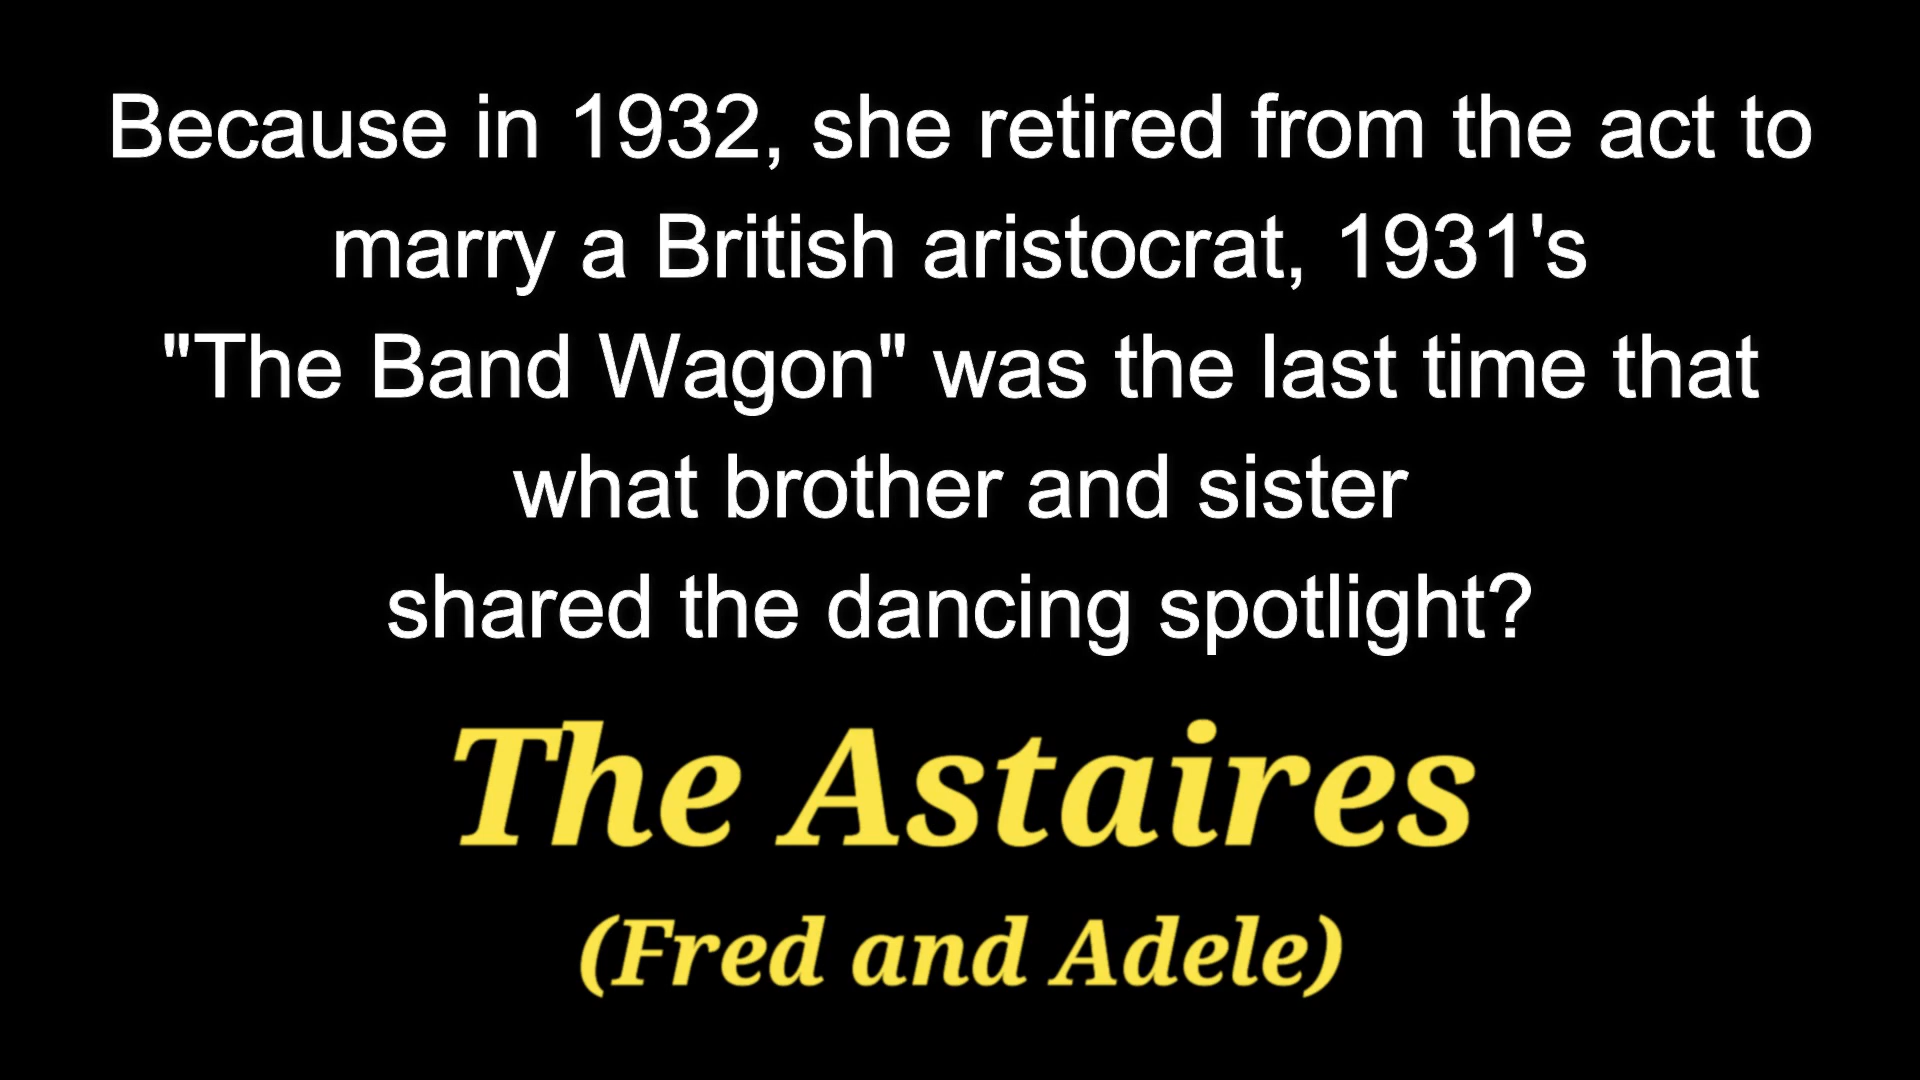 Because in 1932, she retired from the act to
marry a British aristocrat, 1931's
"The Band Wagon" was the last time that
what brother and sister
shared the dancing spotlight?
The Astaires
(Fred and Adele)